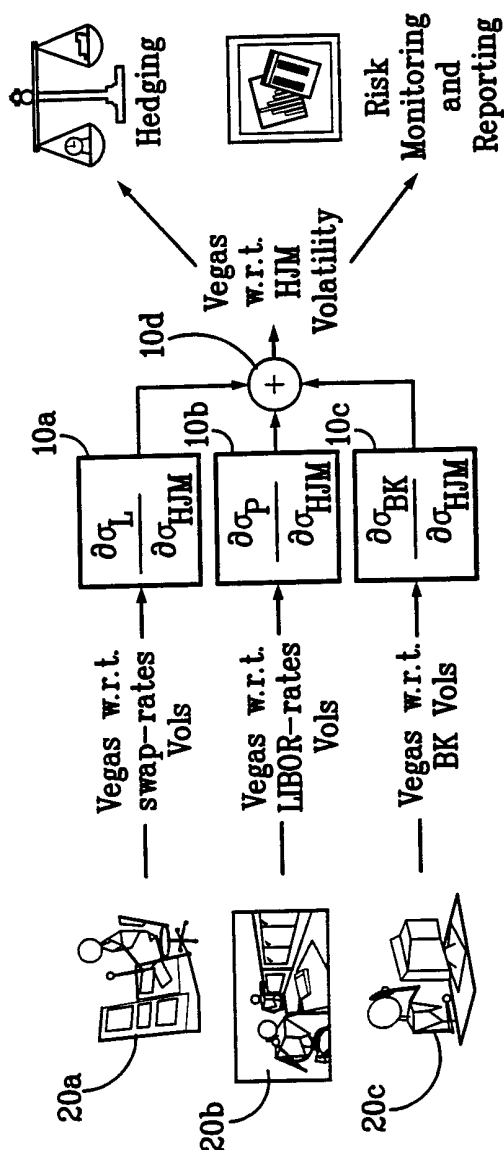 20a
Vegas w.r.t.
swap-rates
Vols
10a
∂σL
∂σHJM
20b
Vegas w.r.t.
LIBOR-rates
Vols
10b
∂σP
∂σHJM
20c
Vegas w.r.t.
BK Vols
10c
∂σBK
∂σHJM
10d
+
Vegas
w.r.t.
HJM
Volatility
Hedging
Risk
Monitoring
and
Reporting